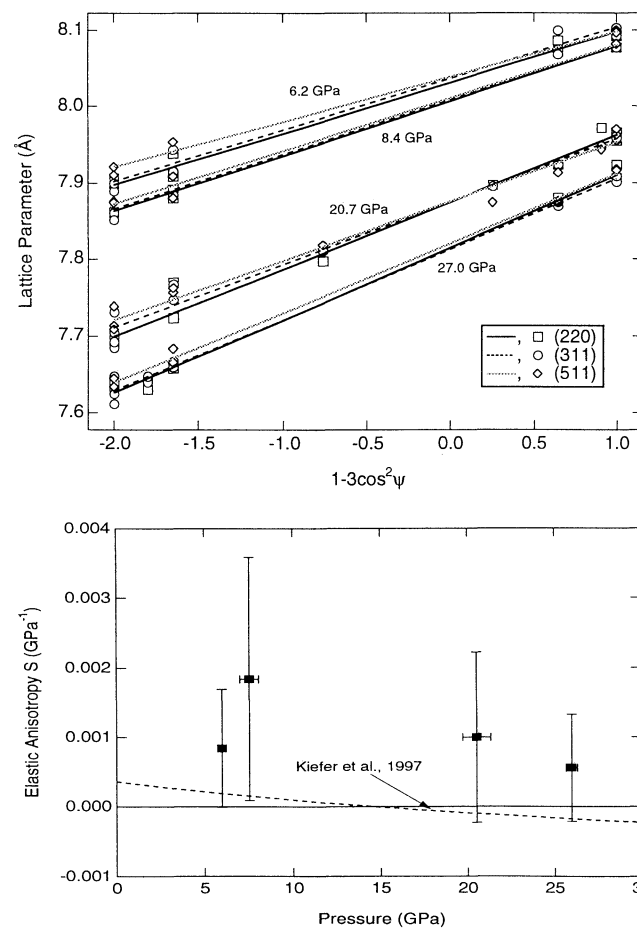 8.1
8.0
7.9
7.8
7.7
7.6
Lattice Parameter (Å)
6.2 GPa
8.4 GPa
20.7 GPa
27.0 GPa
, (220)
, (311)
, (511)
-2.0 -1.5 -1.0 -0.5 0.0 0.5 1.0
1-3cos²ψ
0.004
0.003
0.002
0.001
0.000
-0.001
Elastic Anisotropy S (GPa⁻¹)
Kiefer et al., 1997
0 5 10 15 20 25 3
Pressure (GPa)